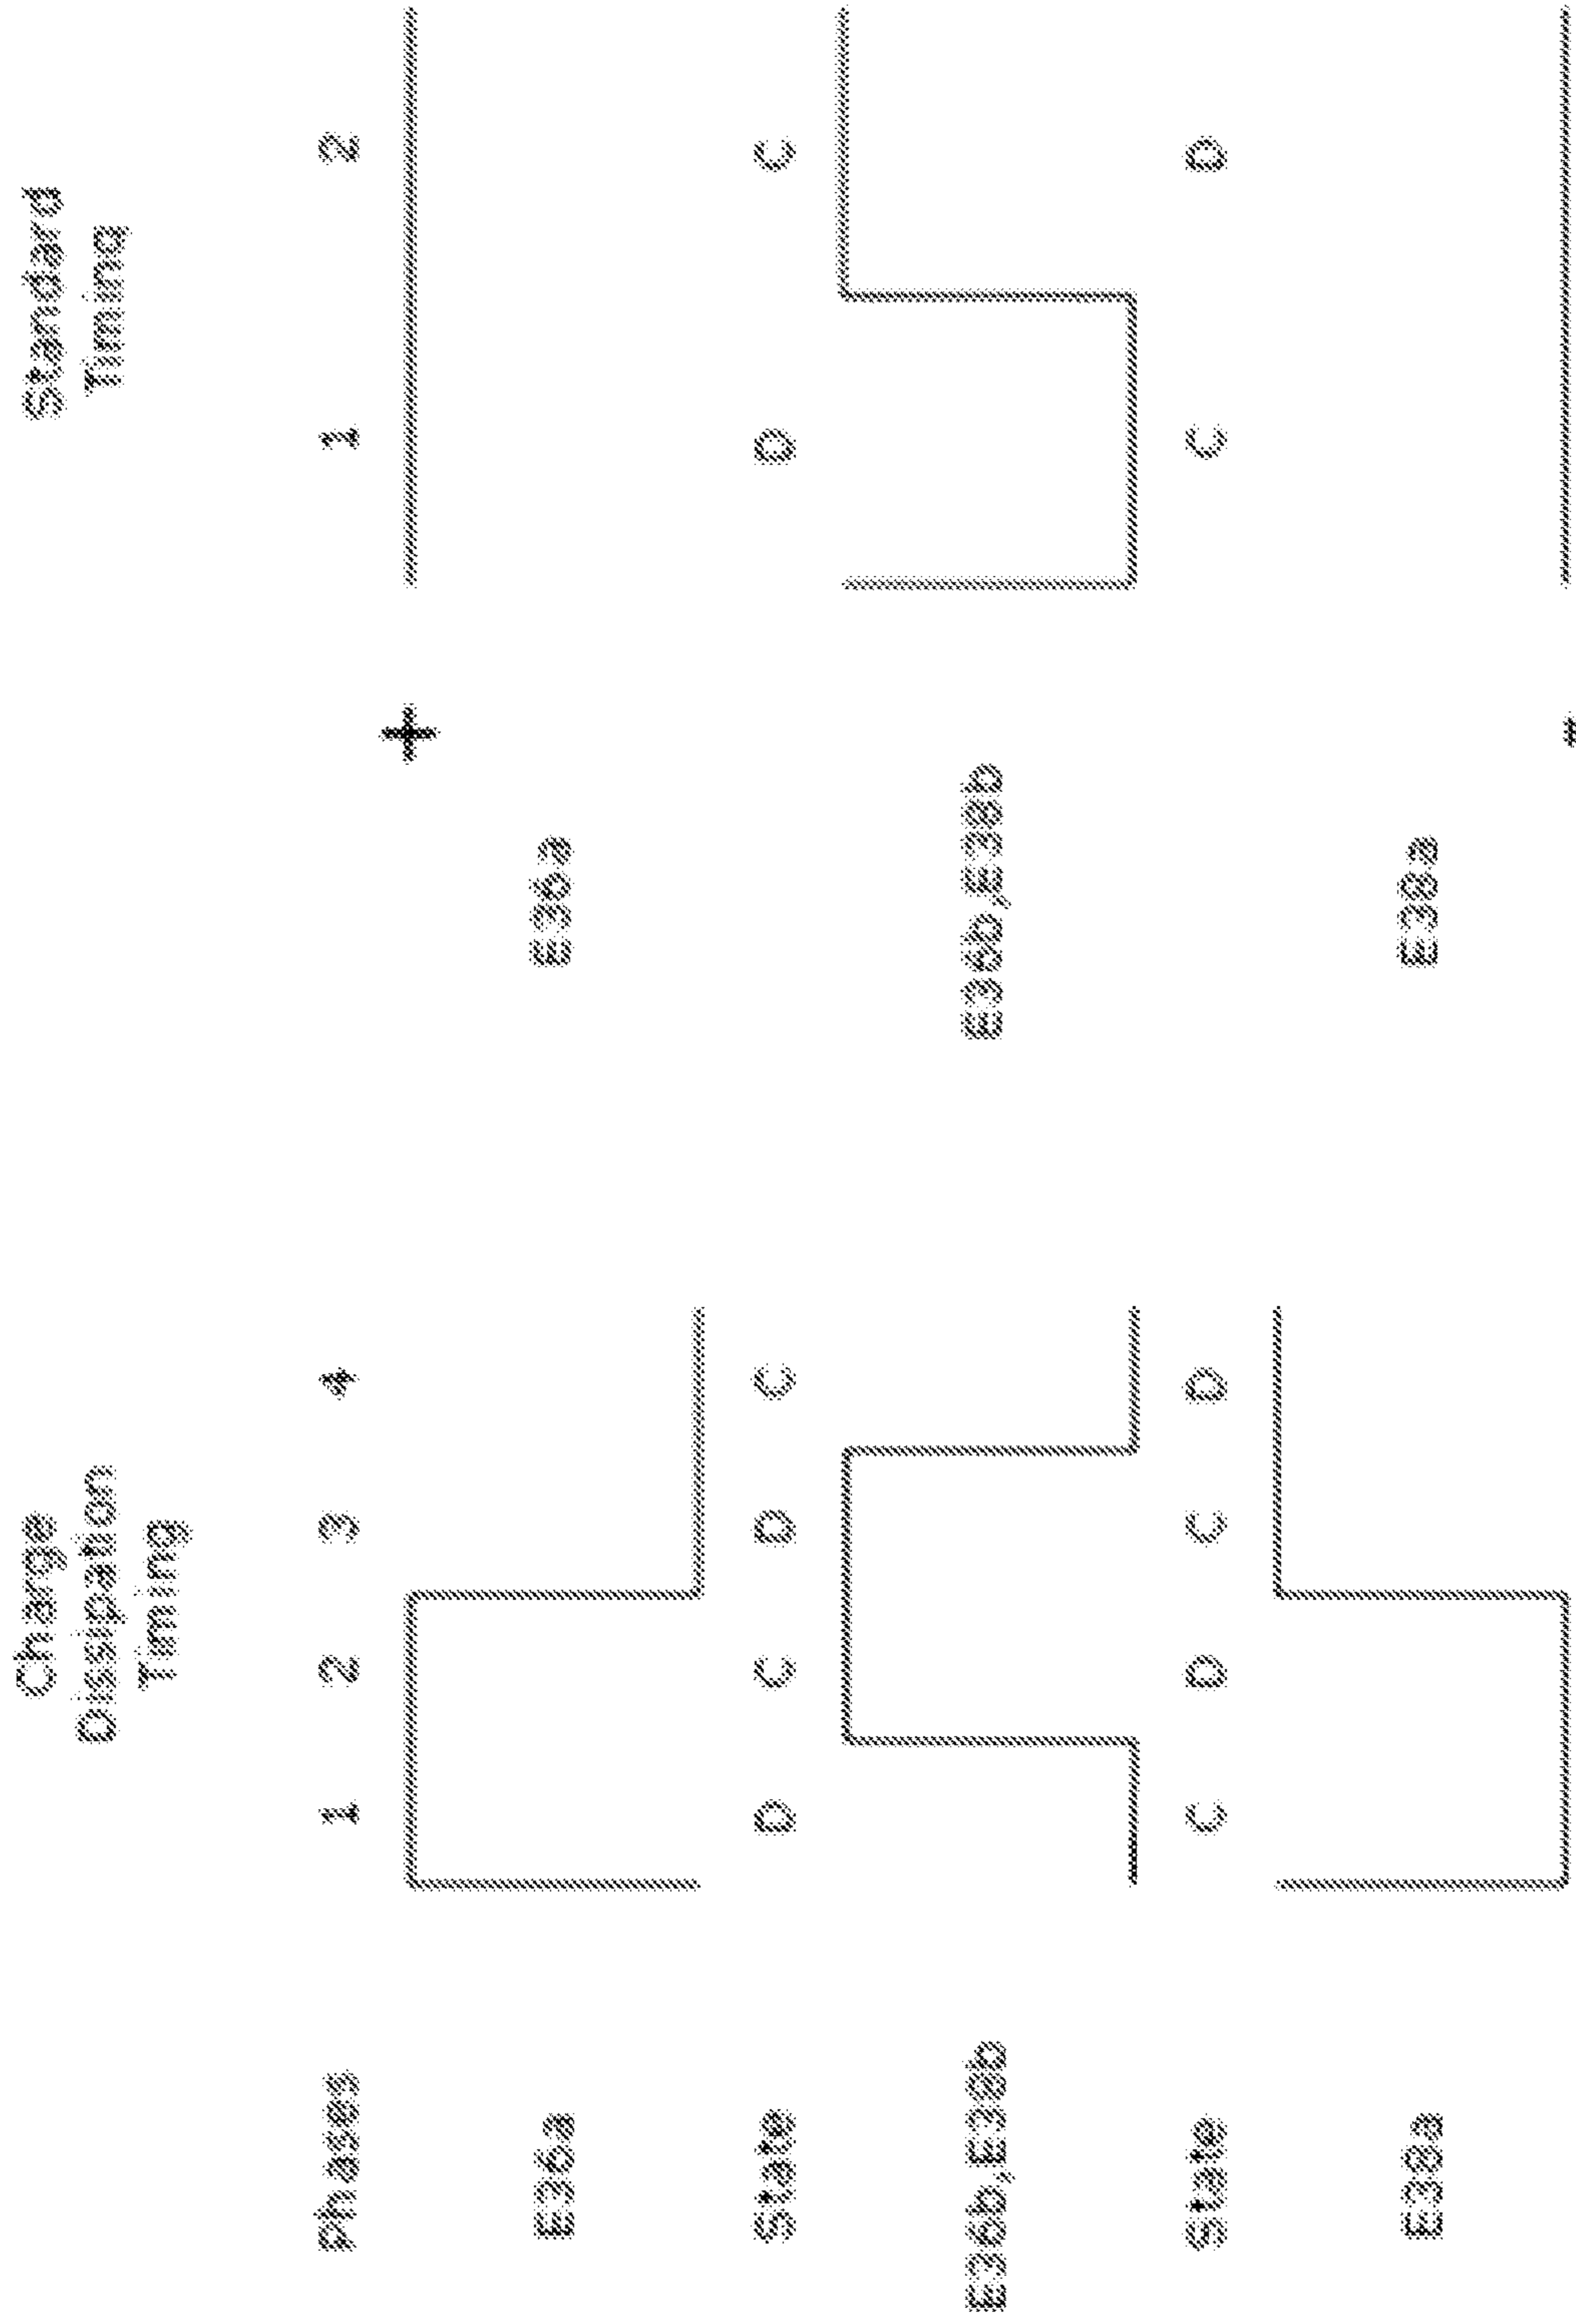 Charge
Dissipation
Timing
Standard
Timing
Phases 1 2 3 4 1 2
E36a + E36a
State D C D C D C
E36b,E38b E36b,E38b
State C D C D C D
E38a E38a -